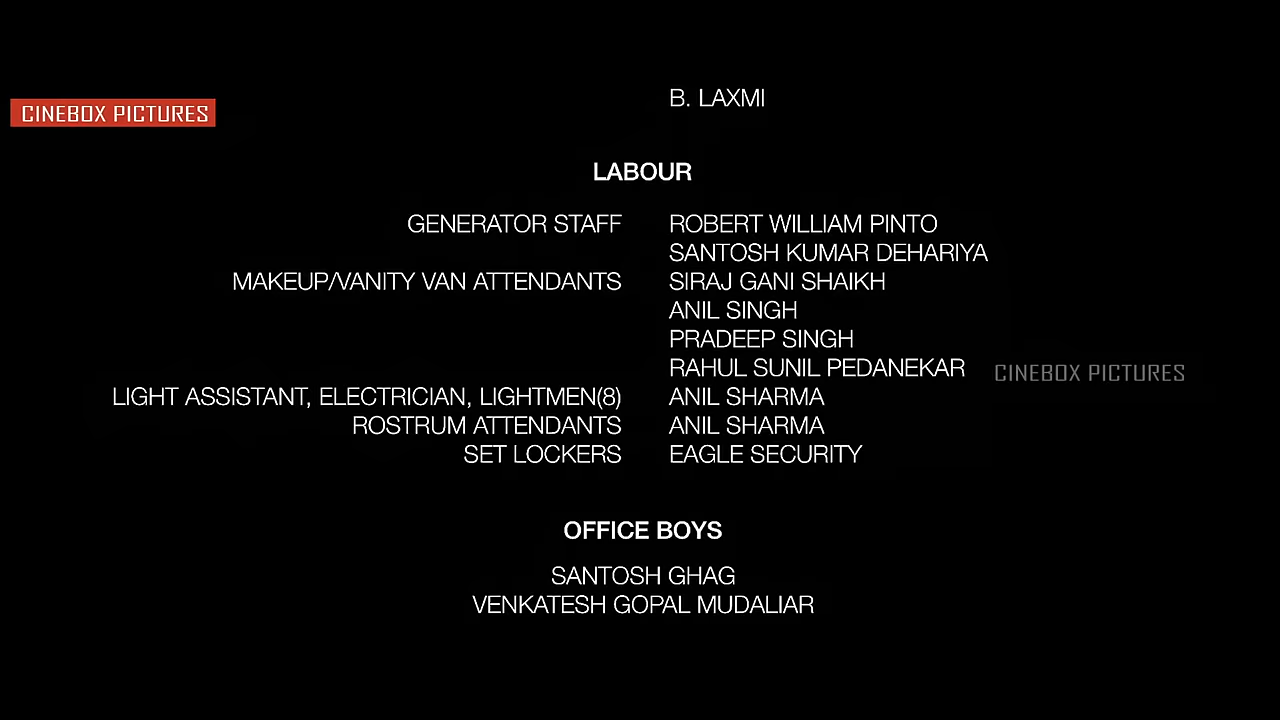 B. LAXMI
CINEBOX PICTURES
LABOUR
GENERATOR STAFF ROBERT WILLIAM PINTO
SANTOSH KUMAR DEHARIYA
MAKEUP/VANITY VAN ATTENDANTS SIRAJ GANI SHAIKH
ANIL SINGH
PRADEEP SINGH
RAHUL SUNIL PEDANEKAR CINEBOX PICTURES
LIGHT ASSISTANT, ELECTRICIAN, LIGHTMEN(8) ANIL SHARMA
ROSTRUM ATTENDANTS ANIL SHARMA
SET LOCKERS EAGLE SECURITY
OFFICE BOYS
SANTOSH GHAG
VENKATESH GOPAL MUDALIAR